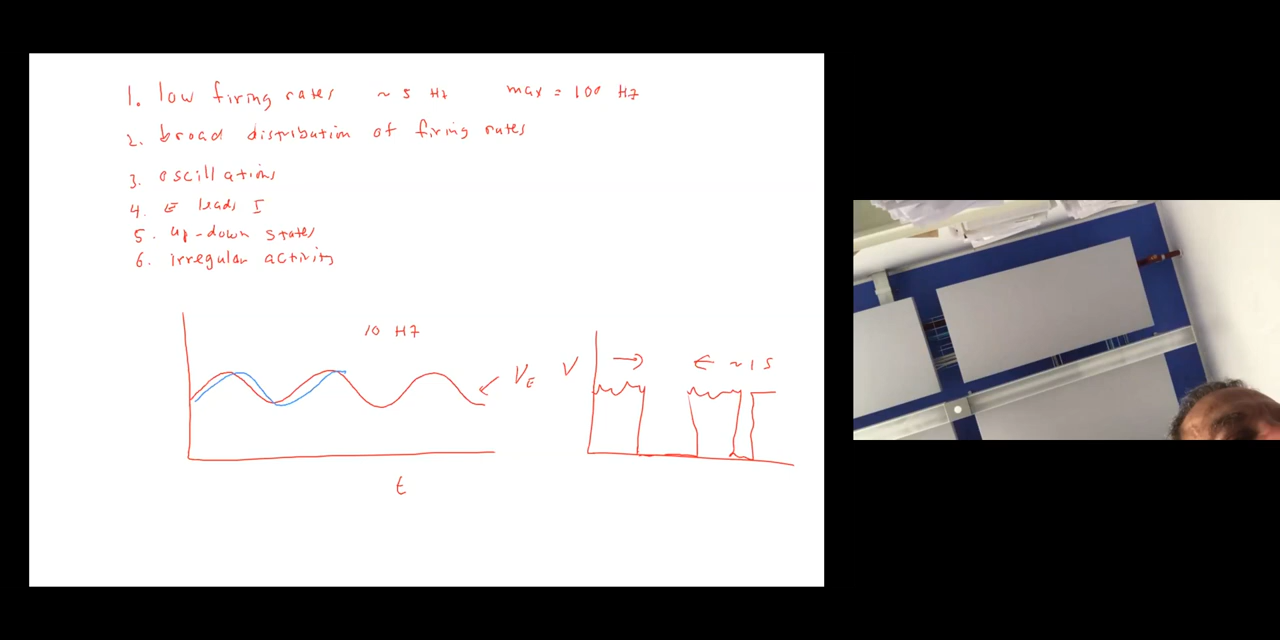 1. low firing rates ~ 5 Hz max = 100 Hz
2. broad distribution of firing rates
3. oscillations
4. E leads I
5. up-down states
6. irregular activity
10 Hz
ν_E
ν → ← ~ 1 s
t